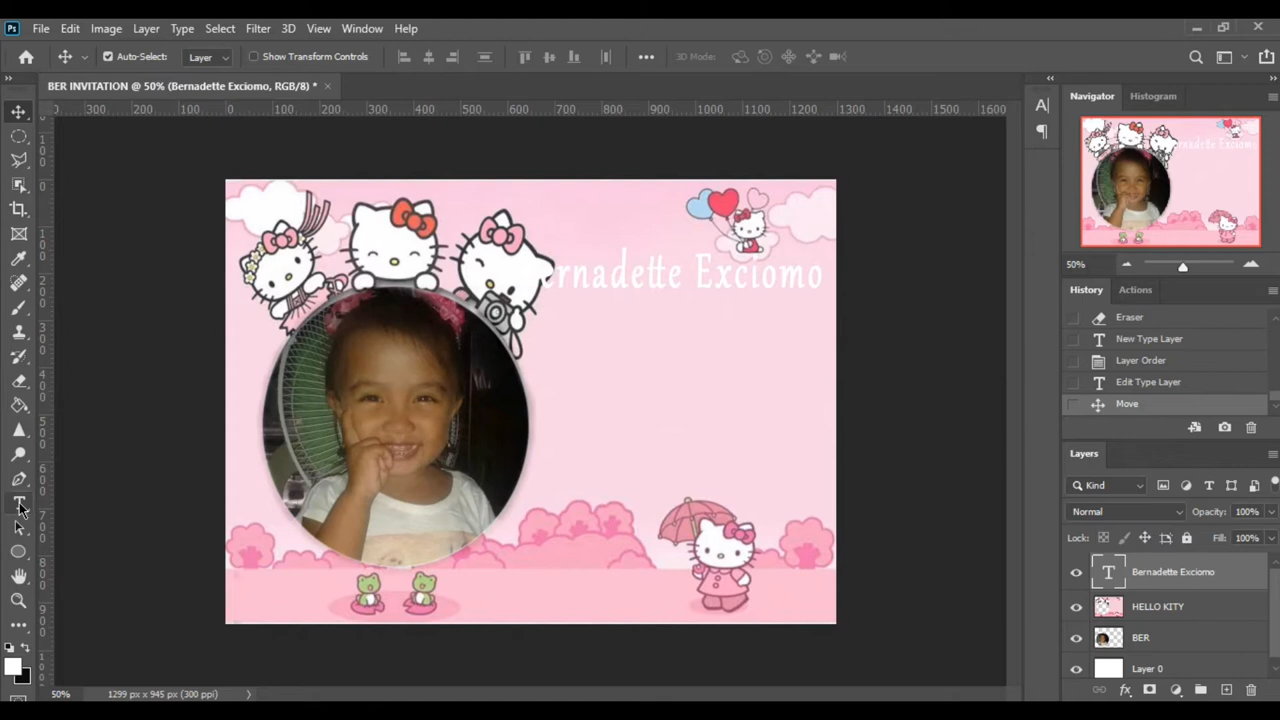 Ps File Edit Image Layer Type Select Filter 3D View Window Help
Auto-Select: Layer Show Transform Controls 3D Mode:
BER INVITATION @ 50% (Bernadette Exciomo, RGB/8) * ×
300 200 100 0 100 200 300 400 500 600 700 800 900 1000 1100 1200 1300 1400 1500 1600
Navigator Histogram
50%
History Actions
Eraser
New Type Layer
Layer Order
Edit Type Layer
Move
Layers
Kind
Normal Opacity: 100%
Lock: Fill: 100%
Bernadette Exciomo
HELLO KITY
BER
Layer 0
ernadette Exciomo
50% 1299 px x 945 px (300 ppi)